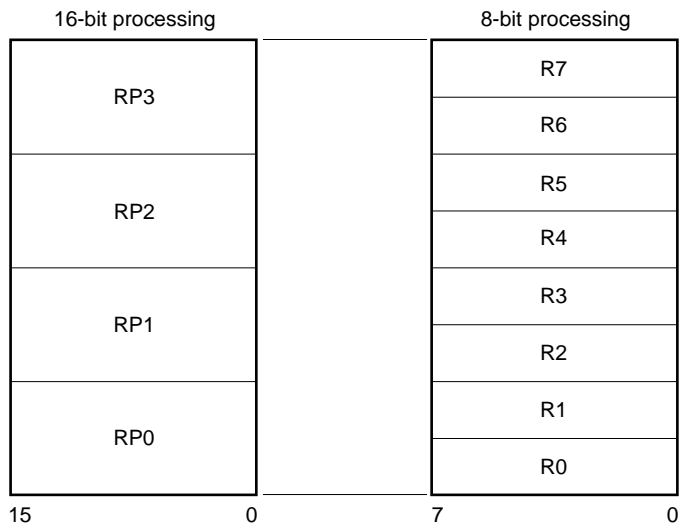 16-bit processing
8-bit processing
RP3
RP2
RP1
RP0
R7
R6
R5
R4
R3
R2
R1
R0
15 0
7 0